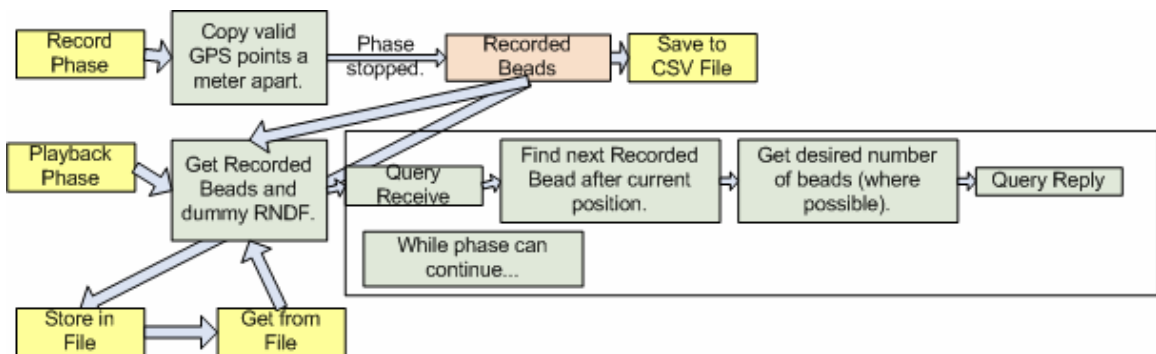 Record
Phase
Copy valid
GPS points a
meter apart.
Phase
stopped.
Recorded
Beads
Save to
CSV File
Playback
Phase
Get Recorded
Beads and
dummy RNDF.
Query
Receive
Find next Recorded
Bead after current
position.
Get desired number
of beads (where
possible).
Query Reply
While phase can
continue...
Store in
File
Get from
File